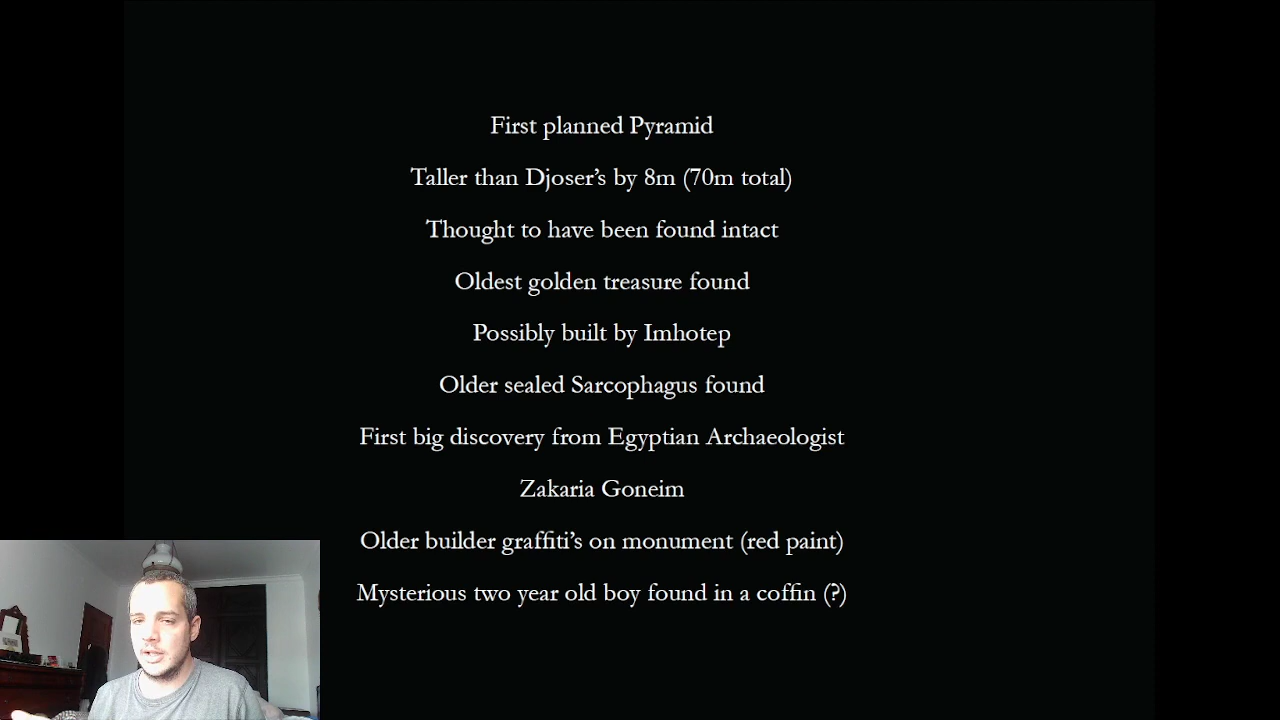 First planned Pyramid
Taller than Djoser's by 8m (70m total)
Thought to have been found intact
Oldest golden treasure found
Possibly built by Imhotep
Older sealed Sarcophagus found
First big discovery from Egyptian Archaeologist
Zakaria Goneim
Older builder graffiti's on monument (red paint)
Mysterious two year old boy found in a coffin (?)